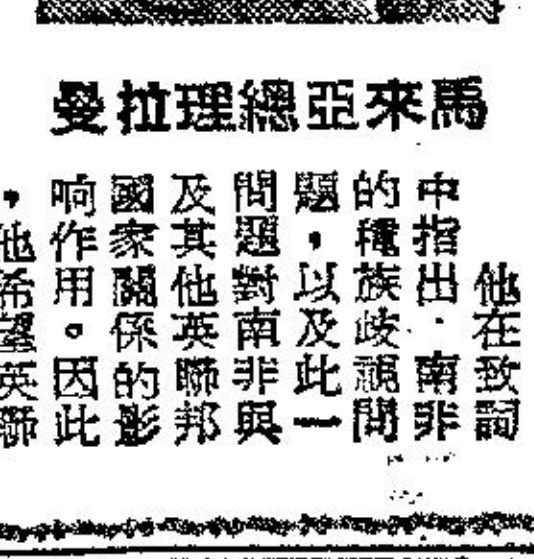 馬來亞總理拉曼
他在致詞
中指出．南非
的種族歧視問
題，以及此一
問題對南非與
及其他英聯邦
國家關係的影
响作用。因此
，他希望英聯